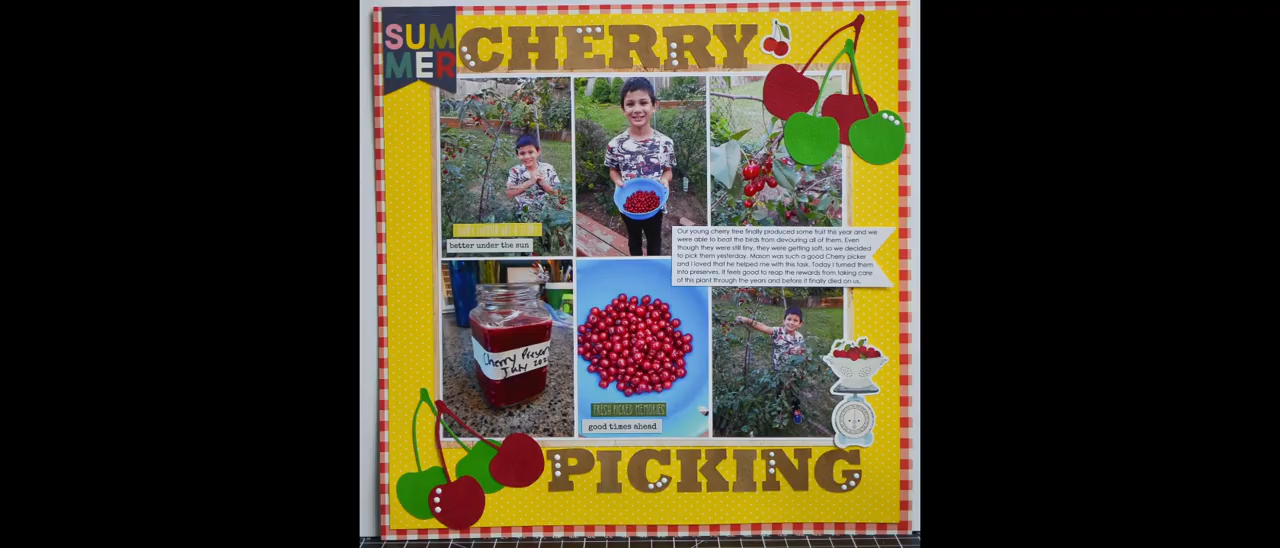 SUM
MER
CHERRY
better under the sun
Our young cherry tree finally produced some fruit this year and we
were able to beat the birds from devouring all of them. Even
though they were still tiny, they were getting soft, so we decided
to pick them yesterday. Mason was such a good Cherry picker
and I loved that he helped me with this task. Today I turned them
into preserves. It feels good to reap the rewards from taking care
of this plant through the years and before it finally died on us.
Cherry Preser
July 202
FRESH PICKED MEMORIES
good times ahead
PICKING